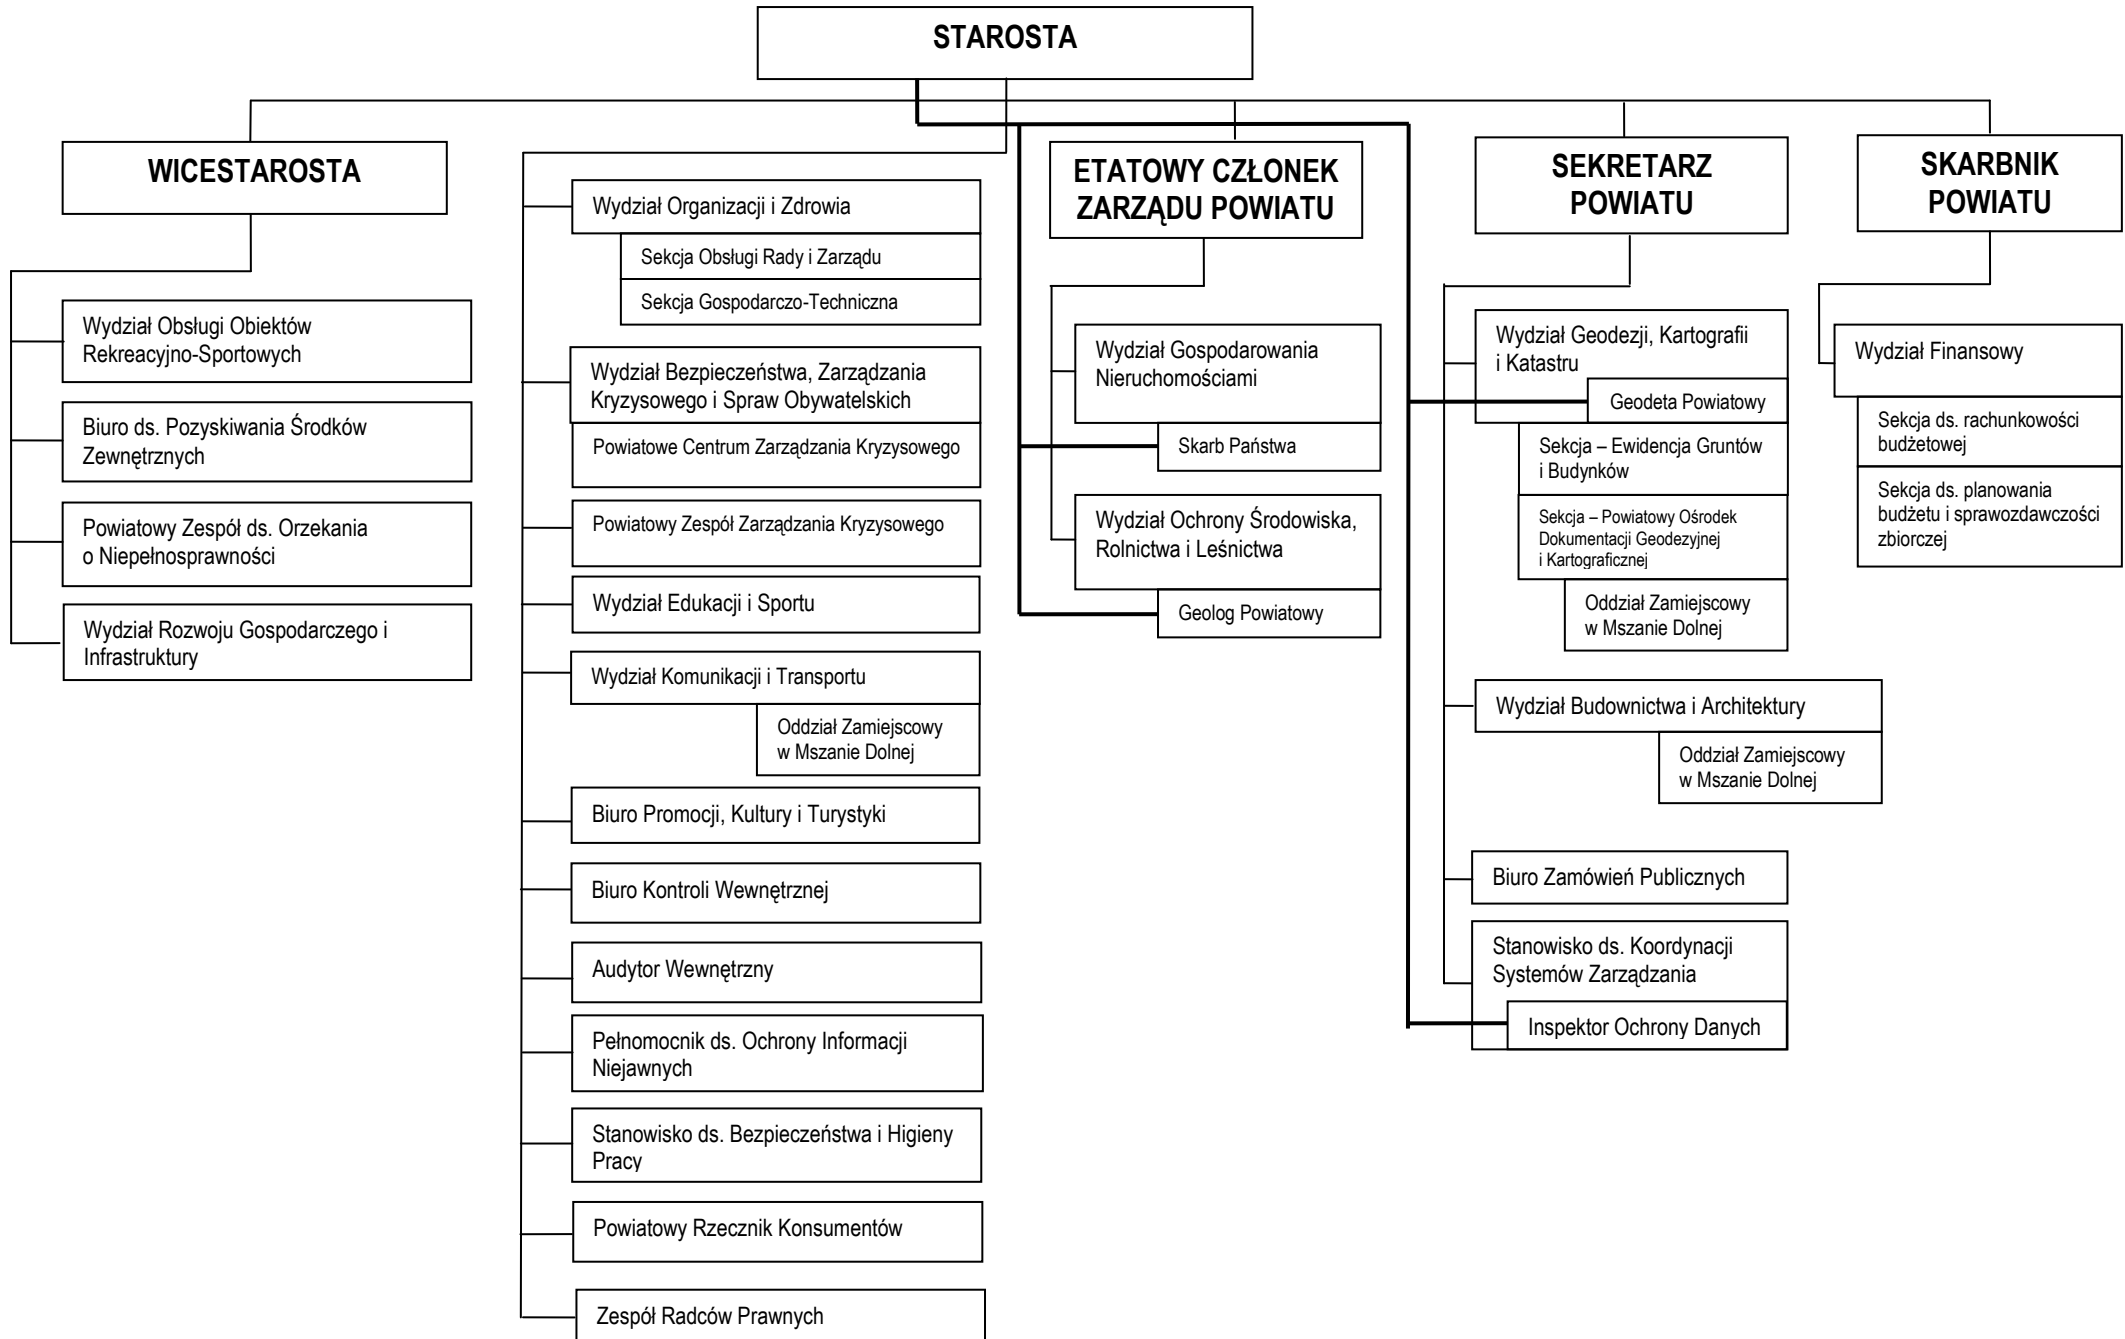 STAROSTA
WICESTAROSTA
Wydział Obsługi Obiektów
Rekreacyjno-Sportowych
Biuro ds. Pozyskiwania Środków
Zewnętrznych
Powiatowy Zespół ds. Orzekania
o Niepełnosprawności
Wydział Rozwoju Gospodarczego i
Infrastruktury
Wydział Organizacji i Zdrowia
Sekcja Obsługi Rady i Zarządu
Sekcja Gospodarczo-Techniczna
Wydział Bezpieczeństwa, Zarządzania
Kryzysowego i Spraw Obywatelskich
Powiatowe Centrum Zarządzania Kryzysowego
Powiatowy Zespół Zarządzania Kryzysowego
Wydział Edukacji i Sportu
Wydział Komunikacji i Transportu
Oddział Zamiejscowy
w Mszanie Dolnej
Biuro Promocji, Kultury i Turystyki
Biuro Kontroli Wewnętrznej
Audytor Wewnętrzny
Pełnomocnik ds. Ochrony Informacji
Niejawnych
Stanowisko ds. Bezpieczeństwa i Higieny
Pracy
Powiatowy Rzecznik Konsumentów
Zespół Radców Prawnych
ETATOWY CZŁONEK
ZARZĄDU POWIATU
Wydział Gospodarowania
Nieruchomościami
Skarb Państwa
Wydział Ochrony Środowiska,
Rolnictwa i Leśnictwa
Geolog Powiatowy
SEKRETARZ
POWIATU
Wydział Geodezji, Kartografii
i Katastru
Geodeta Powiatowy
Sekcja – Ewidencja Gruntów
i Budynków
Sekcja – Powiatowy Ośrodek
Dokumentacji Geodezyjnej
i Kartograficznej
Oddział Zamiejscowy
w Mszanie Dolnej
Wydział Budownictwa i Architektury
Oddział Zamiejscowy
w Mszanie Dolnej
Biuro Zamówień Publicznych
Stanowisko ds. Koordynacji
Systemów Zarządzania
Inspektor Ochrony Danych
SKARBNIK
POWIATU
Wydział Finansowy
Sekcja ds. rachunkowości
budżetowej
Sekcja ds. planowania
budżetu i sprawozdawczości
zbiorczej